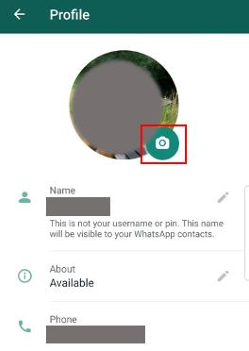 Profile
Name
This is not your username or pin. This name
will be visible to your WhatsApp contacts.
About
Available
Phone